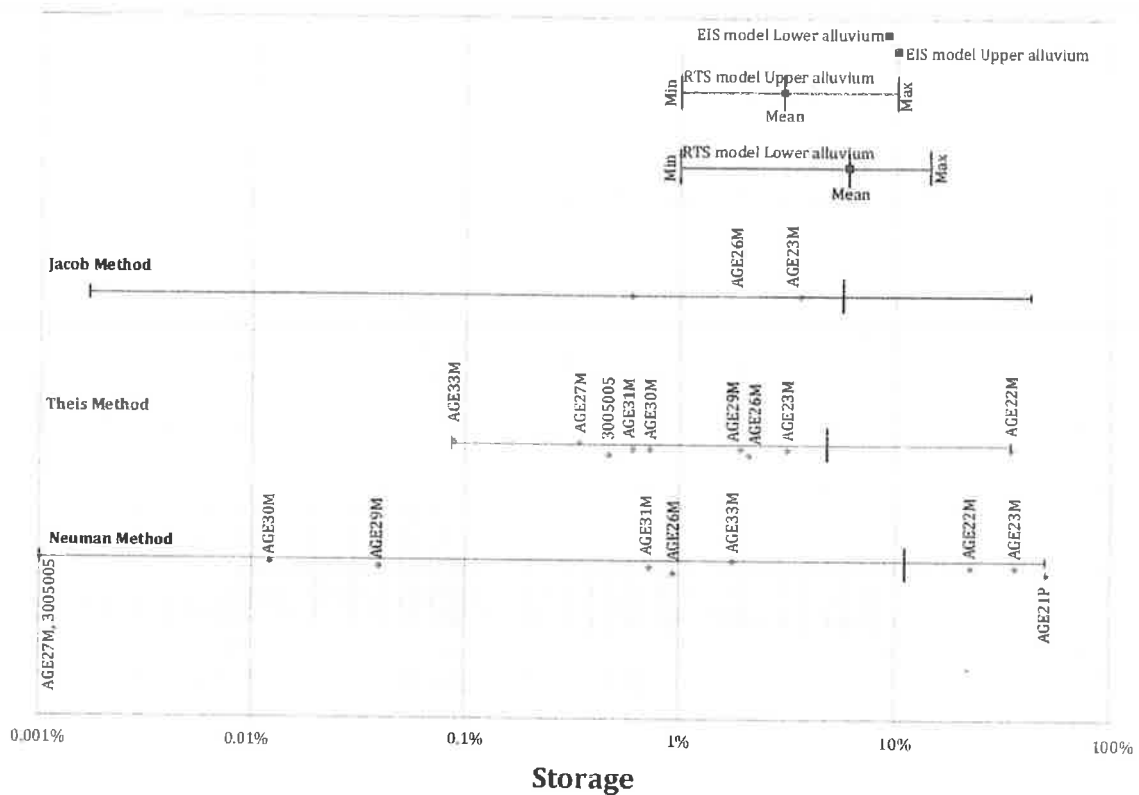 EIS model Lower alluvium
EIS model Upper alluvium
RTS model Upper alluvium
Min
Max
Mean
RTS model Lower alluvium
Min
Max
Mean
Jacob Method
AGE26M
AGE23M
Theis Method
AGE33M
AGE27M
3005005
AGE31M
AGE30M
AGE29M
AGE26M
AGE23M
AGE22M
Neuman Method
AGE27M, 3005005
AGE30M
AGE29M
AGE31M
AGE26M
AGE33M
AGE22M
AGE23M
AGE21P
0.001%
0.01%
0.1%
1%
10%
100%
Storage